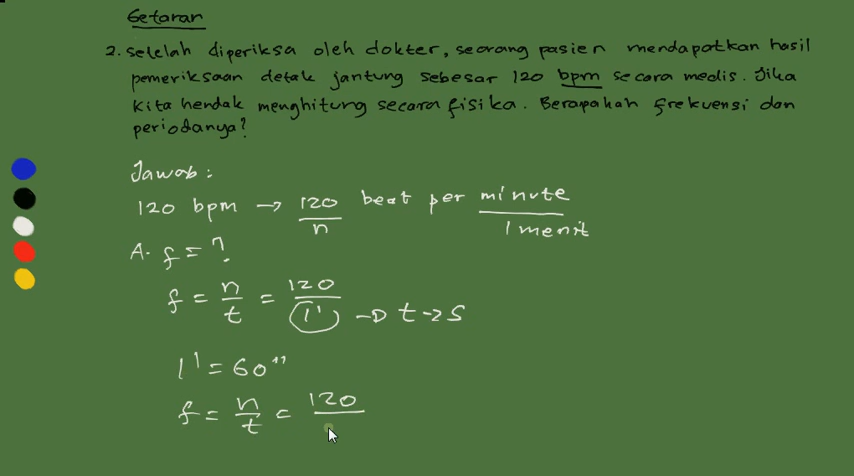 Getaran
2. setelah diperiksa oleh dokter, seorang pasien mendapatkan hasil
pemeriksaan detak jantung sebesar 120 bpm secara medis. Jika
kita hendak menghitung secara fisika. Berapakah frekuensi dan
periodanya?
Jawab:
120 bpm → 120 beat per minute
n 1 menit
A. f = ?
f = n/t = 120/1' → t → s
1' = 60"
f = n/t = 120